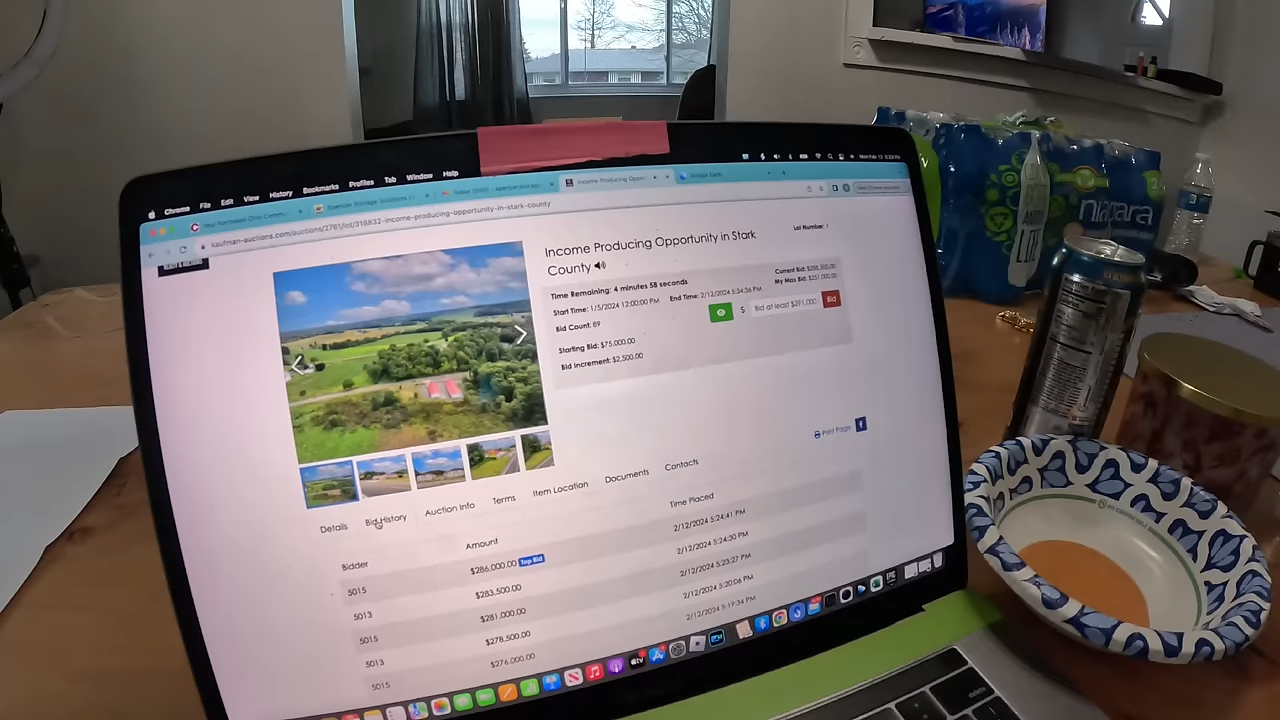 Chrome File Edit View History Bookmarks Profiles Tab Window Help
Income Producing Oppor
Google Earth
kaufman-auctions.com/auctions/2761/lot/318832-income-producing-opportunity-in-stark-county
Income Producing Opportunity in Stark
County
Lot Number: 1
Time Remaining: 4 minutes 58 seconds
Start Time: 1/5/2024 12:00:00 PM End Time: 2/12/2024 5:34:36 PM
Bid Count: 89
Starting Bid: $75,000.00
Bid Increment: $2,500.00
My Max Bid: $251,000.00
$ Bid at least $291,000 Bid
Print Page
Details Bid History Auction Info Terms Item Location Documents Contacts
Bidder Amount Time Placed
5015 $286,000.00 Top Bid 2/12/2024 5:24:41 PM
5013 $283,500.00 2/12/2024 5:24:30 PM
5015 $281,000.00 2/12/2024 5:23:27 PM
5013 $278,500.00 2/12/2024 5:20:06 PM
5015 $276,000.00 2/12/2024 5:19:34 PM
niagara